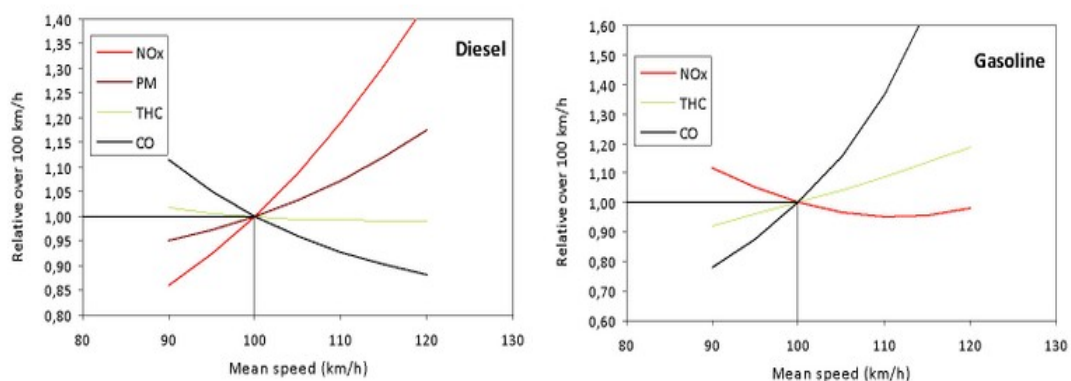 Diesel
Relative over 100 km/h
1,40
1,35
1,30
1,25
1,20
1,15
1,10
1,05
1,00
0,95
0,90
0,85
0,80
NOx
PM
THC
CO
80 90 100 110 120 130
Mean speed (km/h)
Gasoline
Relative over 100 km/h
1,60
1,50
1,40
1,30
1,20
1,10
1,00
0,90
0,80
0,70
0,60
NOx
THC
CO
80 90 100 110 120 130
Mean speed (km/h)